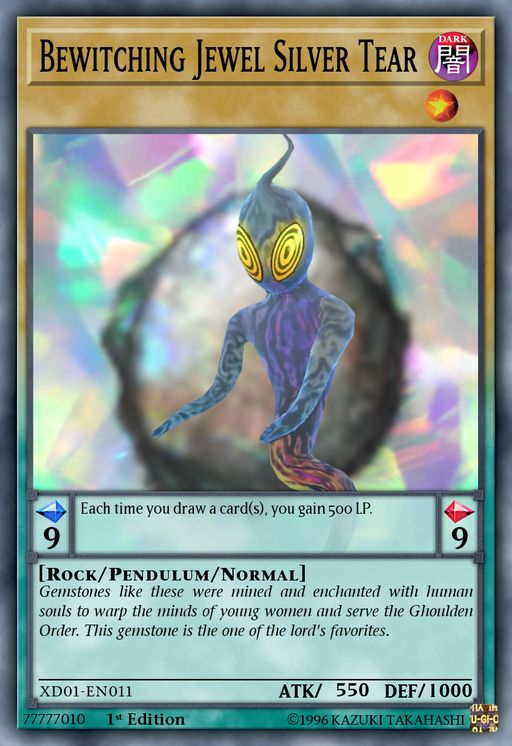 Bewitching Jewel Silver Tear
DARK
闇
9
Each time you draw a card(s), you gain 500 LP.
9
[Rock/Pendulum/Normal]
Gemstones like these were mined and enchanted with human
souls to warp the minds of young women and serve the Ghoulden
Order. This gemstone is the one of the lord's favorites.
XD01-EN011
ATK/ 550 DEF/1000
77777010 1st Edition ©1996 KAZUKI TAKAHASHI